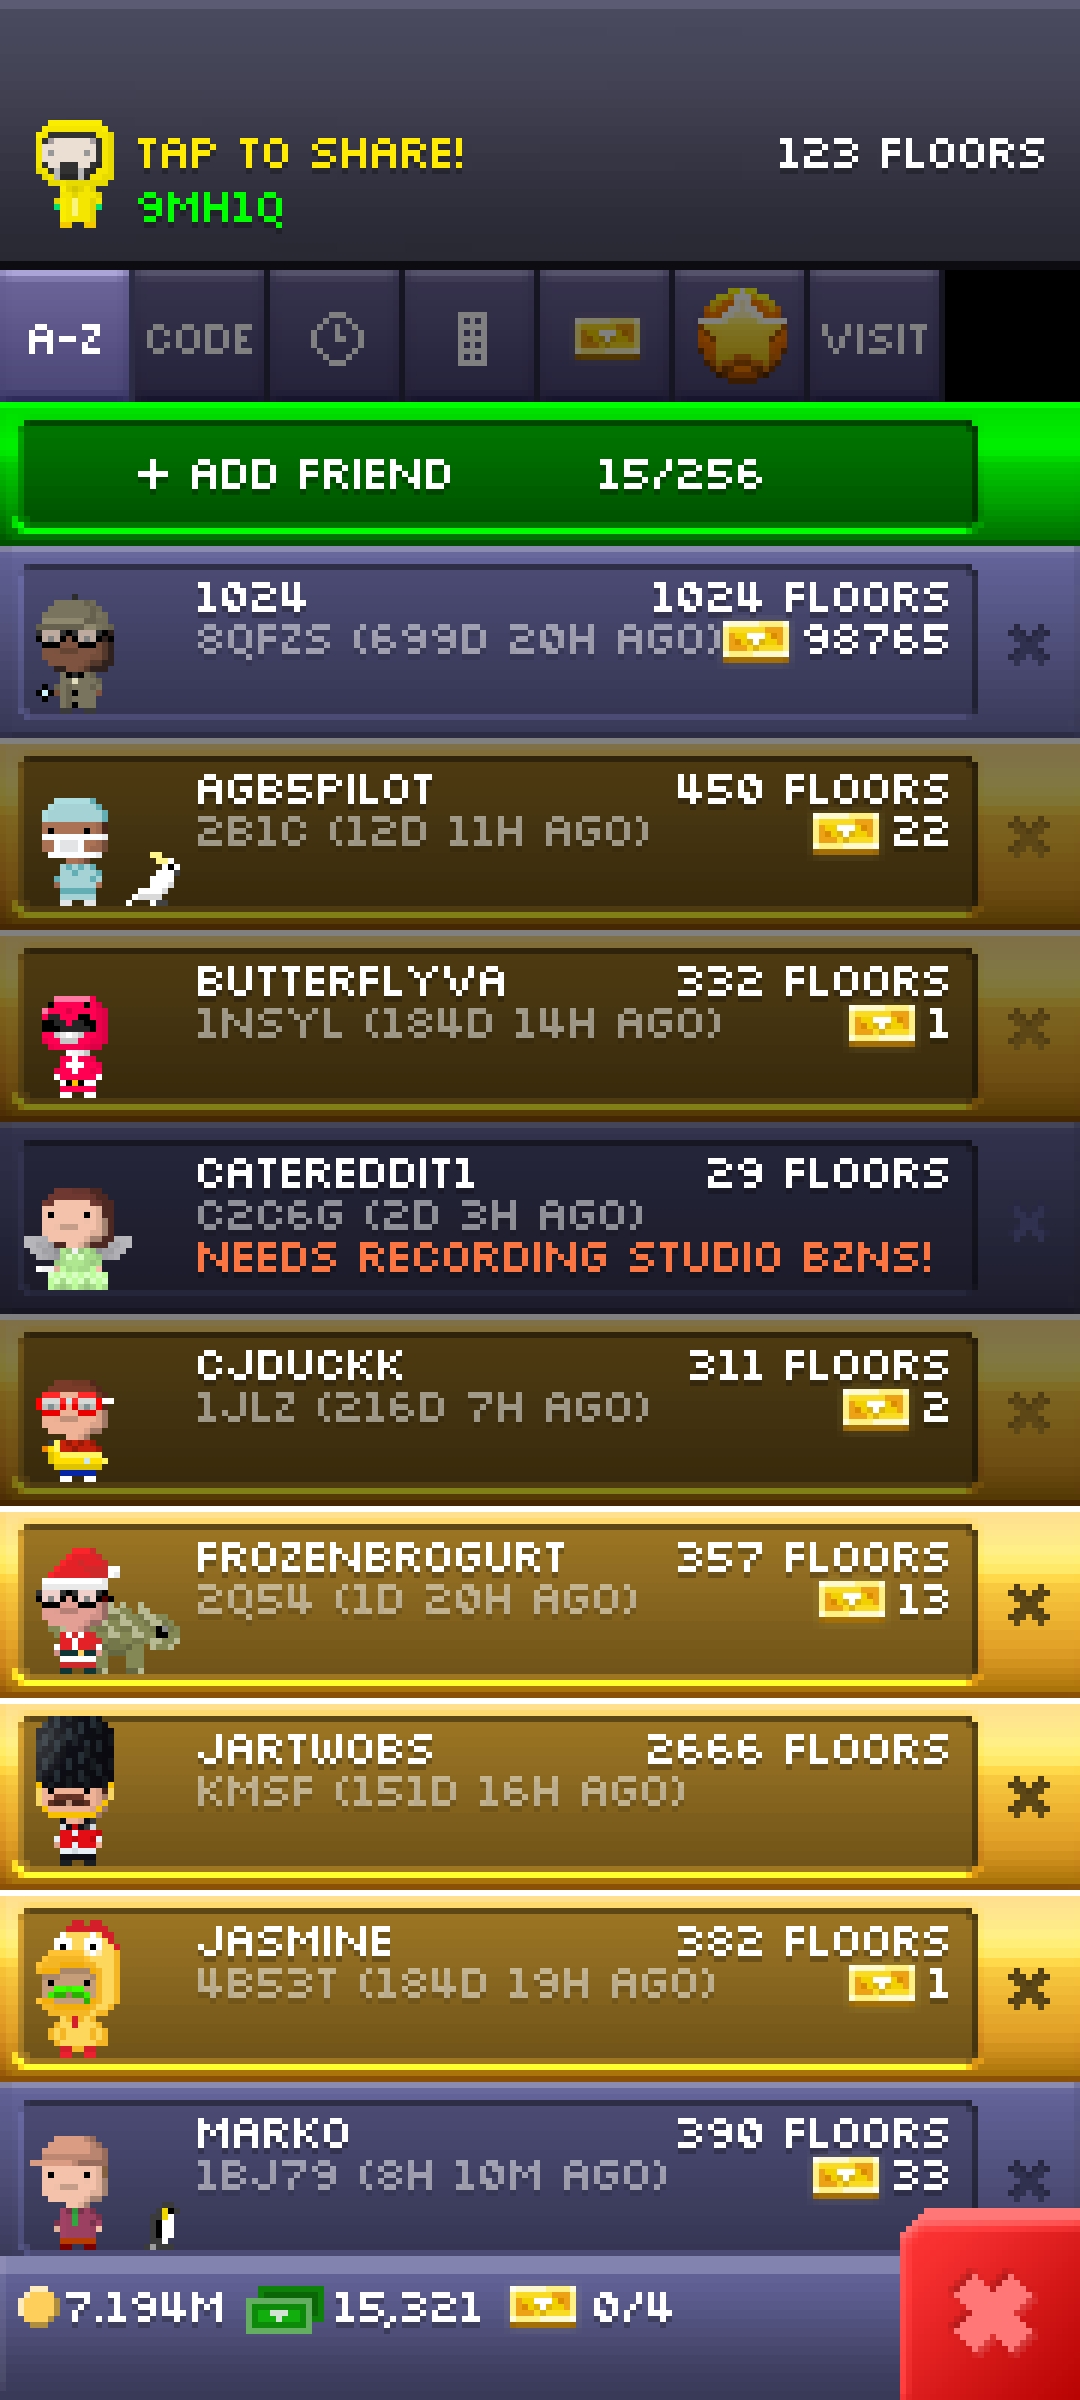 TAP TO SHARE! 123 FLOORS
9MH1Q
A-Z CODE VISIT
+ ADD FRIEND 15/256
1024 1024 FLOORS
8QFZS (699D 20H AGO) 98765
AGB5PILOT 450 FLOORS
2B1C (12D 11H AGO) 22
BUTTERFLYVA 332 FLOORS
1NSYL (184D 14H AGO) 1
CATEREDDIT1 29 FLOORS
C2C6G (2D 3H AGO)
NEEDS RECORDING STUDIO BZNS!
CJDUCKK 311 FLOORS
1JLZ (216D 7H AGO) 2
FROZENBROGURT 357 FLOORS
2Q54 (1D 20H AGO) 13
JARTWOBS 2666 FLOORS
KMSF (151D 16H AGO)
JASMINE 382 FLOORS
4B53T (184D 19H AGO) 1
MARKO 390 FLOORS
1BJ79 (8H 10M AGO) 33
7.194M 15,321 0/4